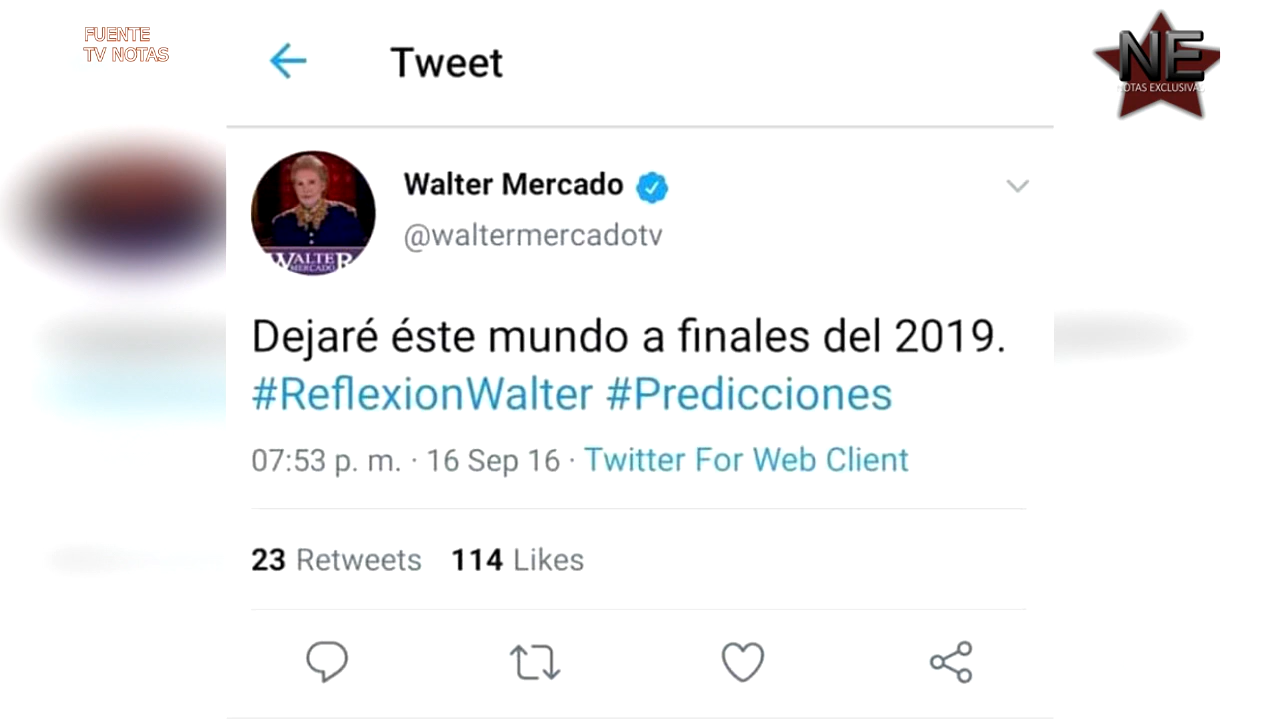 FUENTE
TV NOTAS
NE
NOTAS EXCLUSIVAS
Tweet
Walter Mercado
@waltermercadotv
WALTER
MERCADO
Dejaré éste mundo a finales del 2019.
#ReflexionWalter #Predicciones
07:53 p. m. · 16 Sep 16 · Twitter For Web Client
23 Retweets 114 Likes